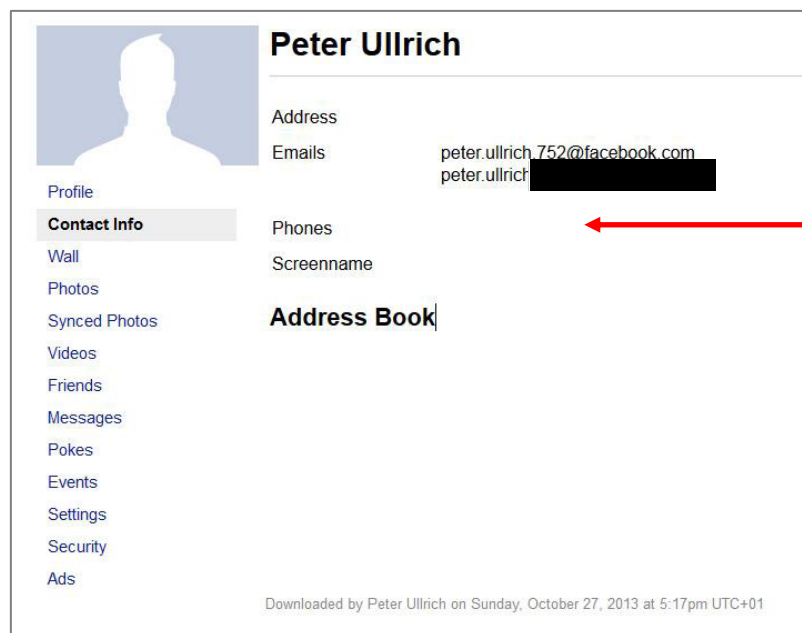 Peter Ullrich
Address
Emails peter.ullrich.752@facebook.com
peter.ullrich
Phones
Screenname
Address Book
Profile
Contact Info
Wall
Photos
Synced Photos
Videos
Friends
Messages
Pokes
Events
Settings
Security
Ads
Downloaded by Peter Ullrich on Sunday, October 27, 2013 at 5:17pm UTC+01